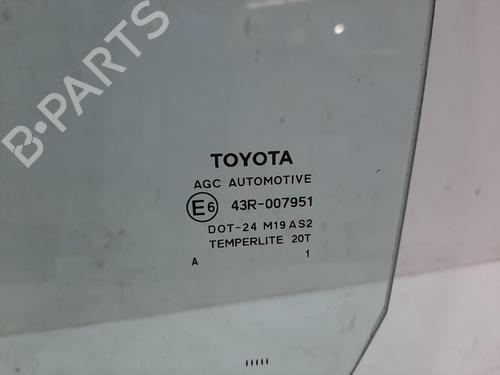 B-PARTS
TOYOTA
AGC AUTOMOTIVE
E6 43R-007951
DOT-24 M19 AS2
TEMPERLITE 20T
A 1